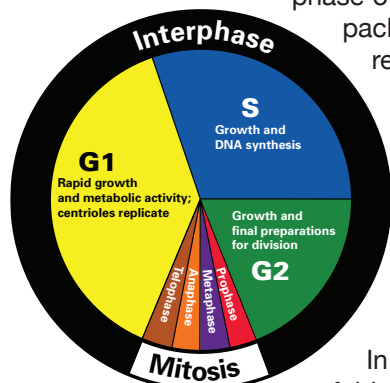 phase o
pack
re
Interphase
S
Growth and
DNA synthesis
G1
Rapid growth
and metabolic activity;
centrioles replicate
Growth and
final preparations
for division
G2
Telophase
Anaphase
Metaphase
Prophase
Mitosis
In